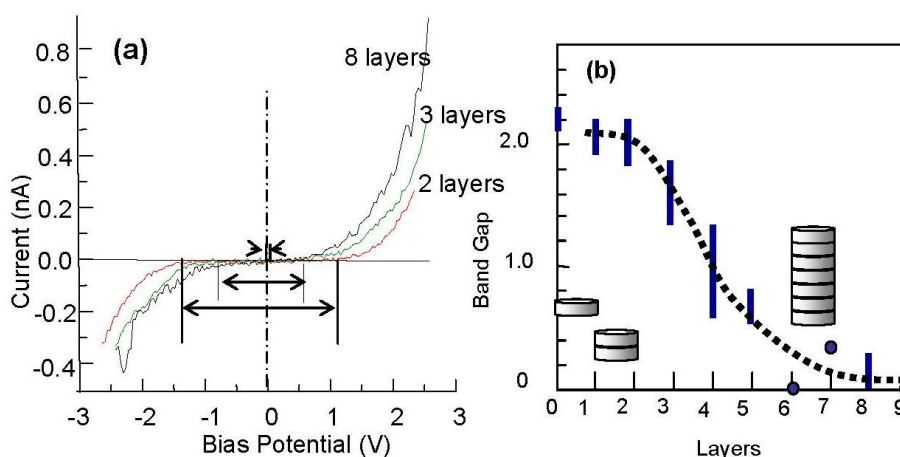 (a)
8 layers
3 layers
2 layers
Current (nA)
0.8
0.6
0.4
0.2
0.0
-0.2
-0.4
-3 -2 -1 0 1 2 3
Bias Potential (V)
(b)
Band Gap
2.0
1.0
0
0 1 2 3 4 5 6 7 8 9
Layers